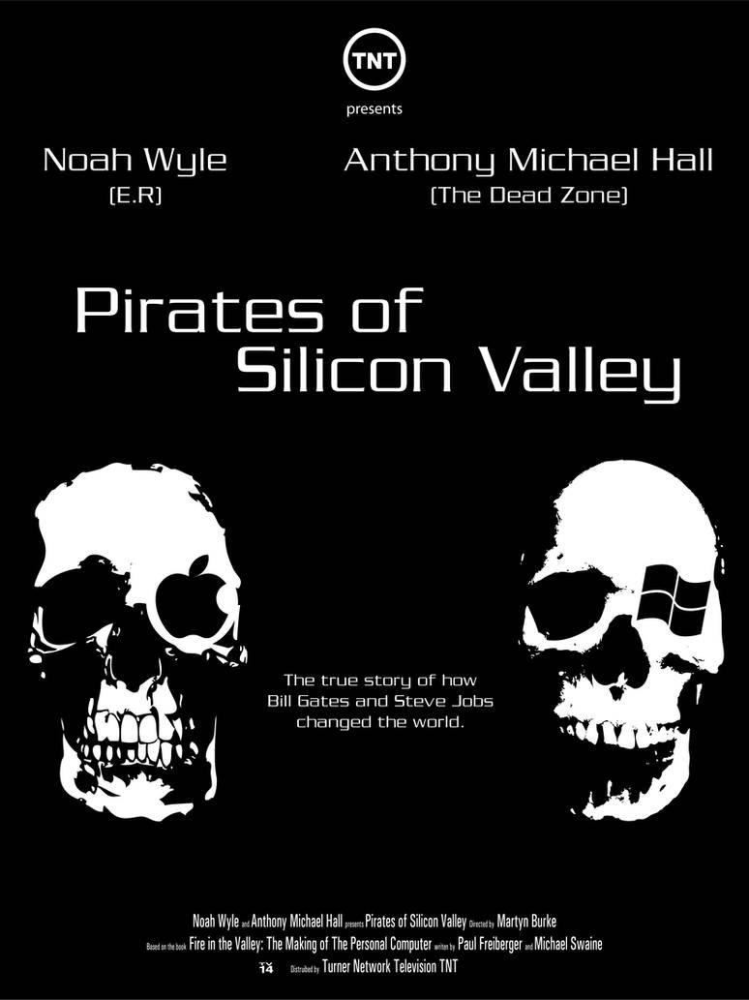 TNT
presents
Noah Wyle Anthony Michael Hall
(E.R) (The Dead Zone)
Pirates of
Silicon Valley
The true story of how
Bill Gates and Steve Jobs
changed the world.
Noah Wyle and Anthony Michael Hall presents Pirates of Silicon Valley Directed by Martyn Burke
Based on the book Fire in the Valley: The Making of The Personal Computer writen by Paul Freiberger and Michael Swaine
TV 14 Distrubed by Turner Network Television TNT